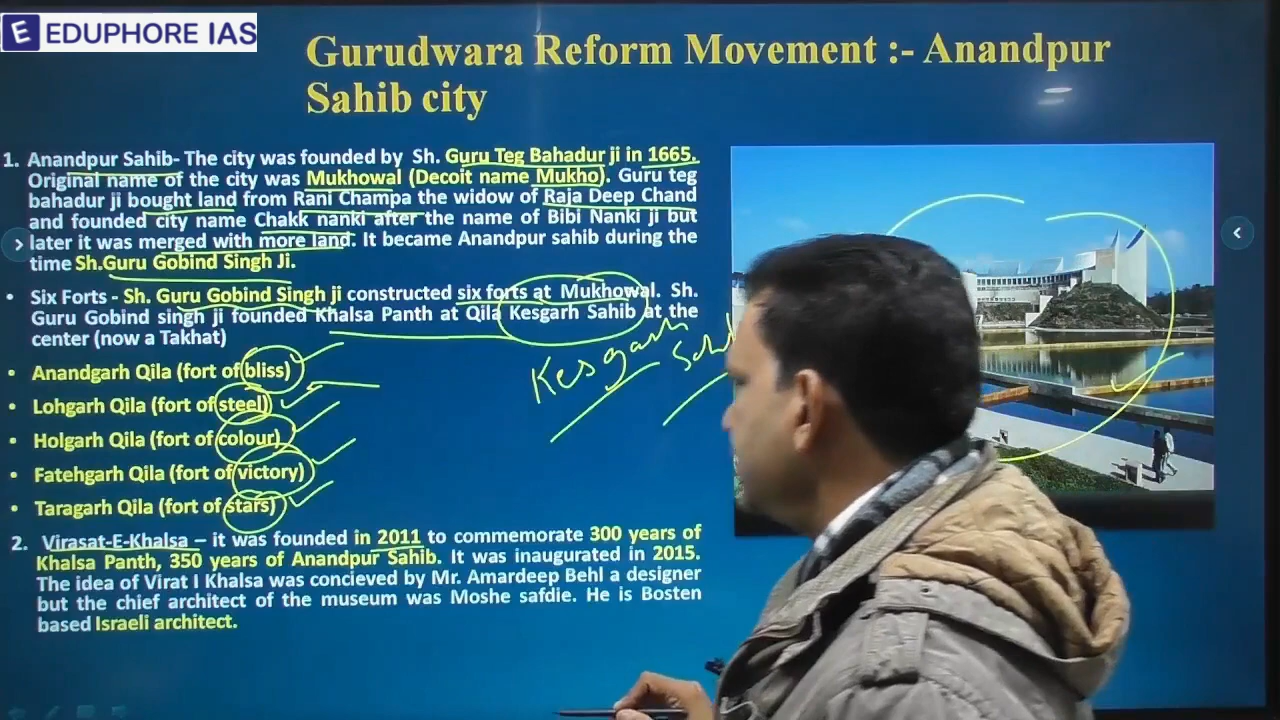 E EDUPHORE IAS
Gurudwara Reform Movement :- Anandpur
Sahib city
1. Anandpur Sahib- The city was founded by Sh. Guru Teg Bahadur ji in 1665.
Original name of the city was Mukhowal (Decoit name Mukho). Guru teg
bahadur ji bought land from Rani Champa the widow of Raja Deep Chand
and founded city name Chakk nanki after the name of Bibi Nanki ji but
later it was merged with more land. It became Anandpur sahib during the
time Sh.Guru Gobind Singh Ji.
• Six Forts - Sh. Guru Gobind Singh ji constructed six forts at Mukhowal. Sh.
Guru Gobind singh ji founded Khalsa Panth at Qila Kesgarh Sahib at the
center (now a Takhat)
Kesgarh
• Anandgarh Qila (fort of bliss)
• Lohgarh Qila (fort of steel)
• Holgarh Qila (fort of colour)
• Fatehgarh Qila (fort of victory)
• Taragarh Qila (fort of stars)
2. Virasat-E-Khalsa – it was founded in 2011 to commemorate 300 years of
Khalsa Panth, 350 years of Anandpur Sahib. It was inaugurated in 2015.
The idea of Virat I Khalsa was concieved by Mr. Amardeep Behl a designer
but the chief architect of the museum was Moshe safdie. He is Bosten
based Israeli architect.